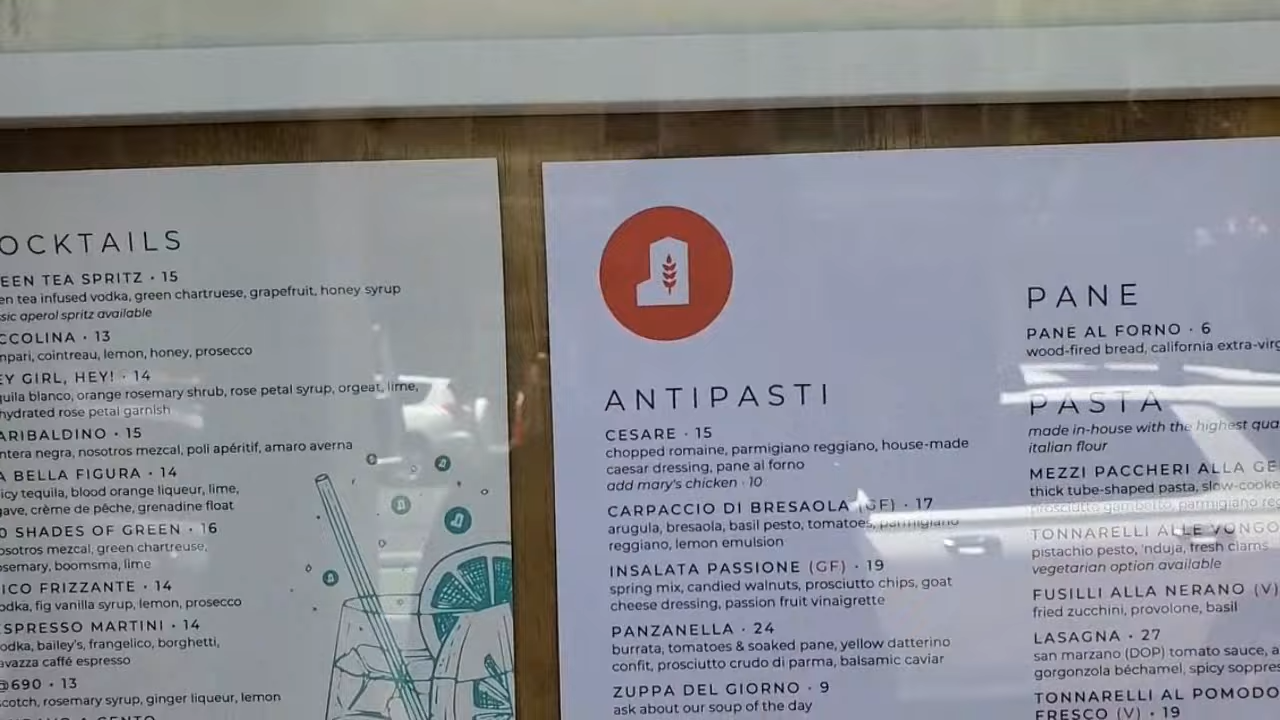 OCKTAILS
EEN TEA SPRITZ · 15
en tea infused vodka, green chartruese, grapefruit, honey syrup
sic aperol spritz available
CCOLINA · 13
npari, cointreau, lemon, honey, prosecco
EY GIRL, HEY! · 14
quila blanco, orange rosemary shrub, rose petal syrup, orgeat, lime,
hydrated rose petal garnish
ARIBALDINO · 15
ntera negra, nosotros mezcal, poli apéritif, amaro averna
A BELLA FIGURA · 14
icy tequila, blood orange liqueur, lime,
gave, crème de pêche, grenadine float
0 SHADES OF GREEN · 16
osotros mezcal, green chartreuse,
osemary, boomsma, lime
ICO FRIZZANTE · 14
odka, fig vanilla syrup, lemon, prosecco
ESPRESSO MARTINI · 14
odka, bailey's, frangelico, borghetti,
avazza caffé espresso
@690 · 13
scotch, rosemary syrup, ginger liqueur, lemon
ANTIPASTI
CESARE · 15
chopped romaine, parmigiano reggiano, house-made
caesar dressing, pane al forno
add mary's chicken · 10
CARPACCIO DI BRESAOLA (GF) · 17
arugula, bresaola, basil pesto, tomatoes, parmigiano
reggiano, lemon emulsion
INSALATA PASSIONE (GF) · 19
spring mix, candied walnuts, prosciutto chips, goat
cheese dressing, passion fruit vinaigrette
PANZANELLA · 24
burrata, tomatoes & soaked pane, yellow datterino
confit, prosciutto crudo di parma, balsamic caviar
ZUPPA DEL GIORNO · 9
ask about our soup of the day
PANE
PANE AL FORNO · 6
wood-fired bread, california extra-virg
PASTA
made in-house with the highest qua
italian flour
MEZZI PACCHERI ALLA GE
thick tube-shaped pasta, slow-cooke
prosciutto gambetto, parmigiano reg
TONNARELLI ALLE VONGO
pistachio pesto, 'nduja, fresh clams
vegetarian option available
FUSILLI ALLA NERANO (V)
fried zucchini, provolone, basil
LASAGNA · 27
san marzano (DOP) tomato sauce, a
gorgonzola béchamel, spicy soppres
TONNARELLI AL POMODO
FRESCO (V) · 19